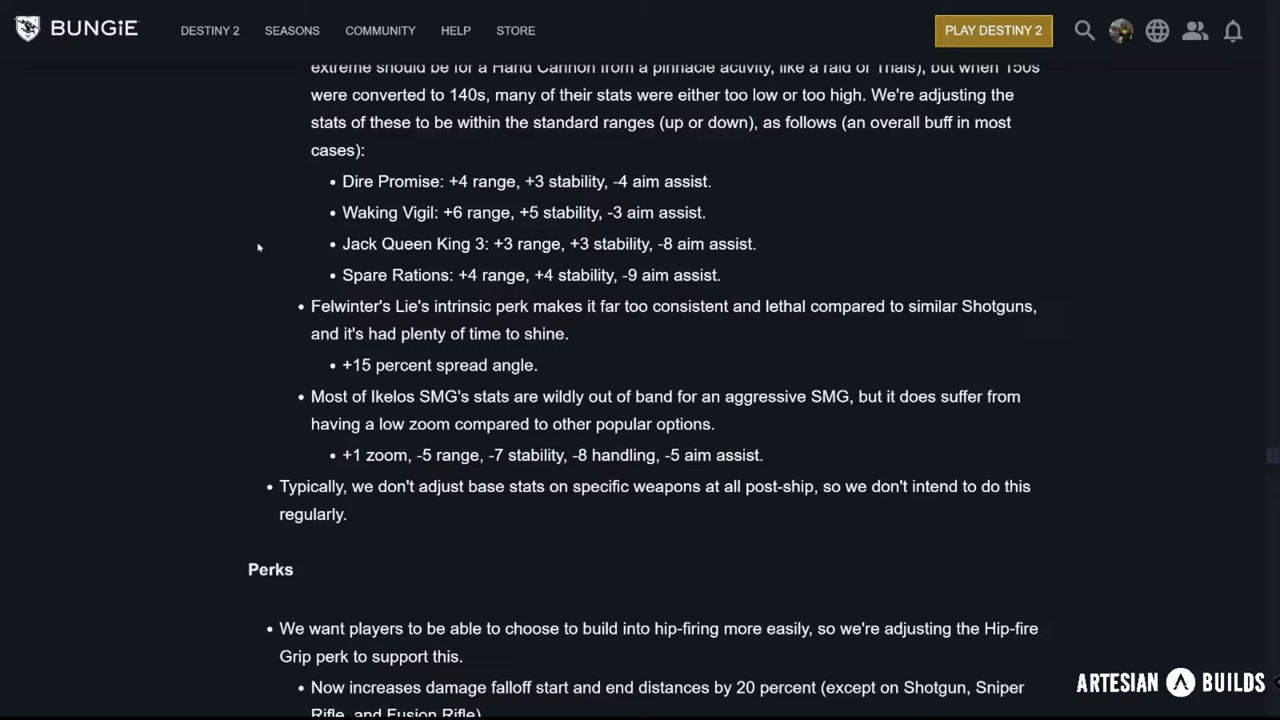 BUNGiE
DESTINY 2 SEASONS COMMUNITY HELP STORE
PLAY DESTINY 2
extreme should be for a Hand Cannon from a pinnacle activity, like a raid or Trials), but when 150s
were converted to 140s, many of their stats were either too low or too high. We're adjusting the
stats of these to be within the standard ranges (up or down), as follows (an overall buff in most
cases):
• Dire Promise: +4 range, +3 stability, -4 aim assist.
• Waking Vigil: +6 range, +5 stability, -3 aim assist.
• Jack Queen King 3: +3 range, +3 stability, -8 aim assist.
• Spare Rations: +4 range, +4 stability, -9 aim assist.
• Felwinter's Lie's intrinsic perk makes it far too consistent and lethal compared to similar Shotguns,
and it's had plenty of time to shine.
• +15 percent spread angle.
• Most of Ikelos SMG's stats are wildly out of band for an aggressive SMG, but it does suffer from
having a low zoom compared to other popular options.
• +1 zoom, -5 range, -7 stability, -8 handling, -5 aim assist.
• Typically, we don't adjust base stats on specific weapons at all post-ship, so we don't intend to do this
regularly.
Perks
• We want players to be able to choose to build into hip-firing more easily, so we're adjusting the Hip-fire
Grip perk to support this.
• Now increases damage falloff start and end distances by 20 percent (except on Shotgun, Sniper
Rifle, and Fusion Rifle)
ARTESIAN BUILDS